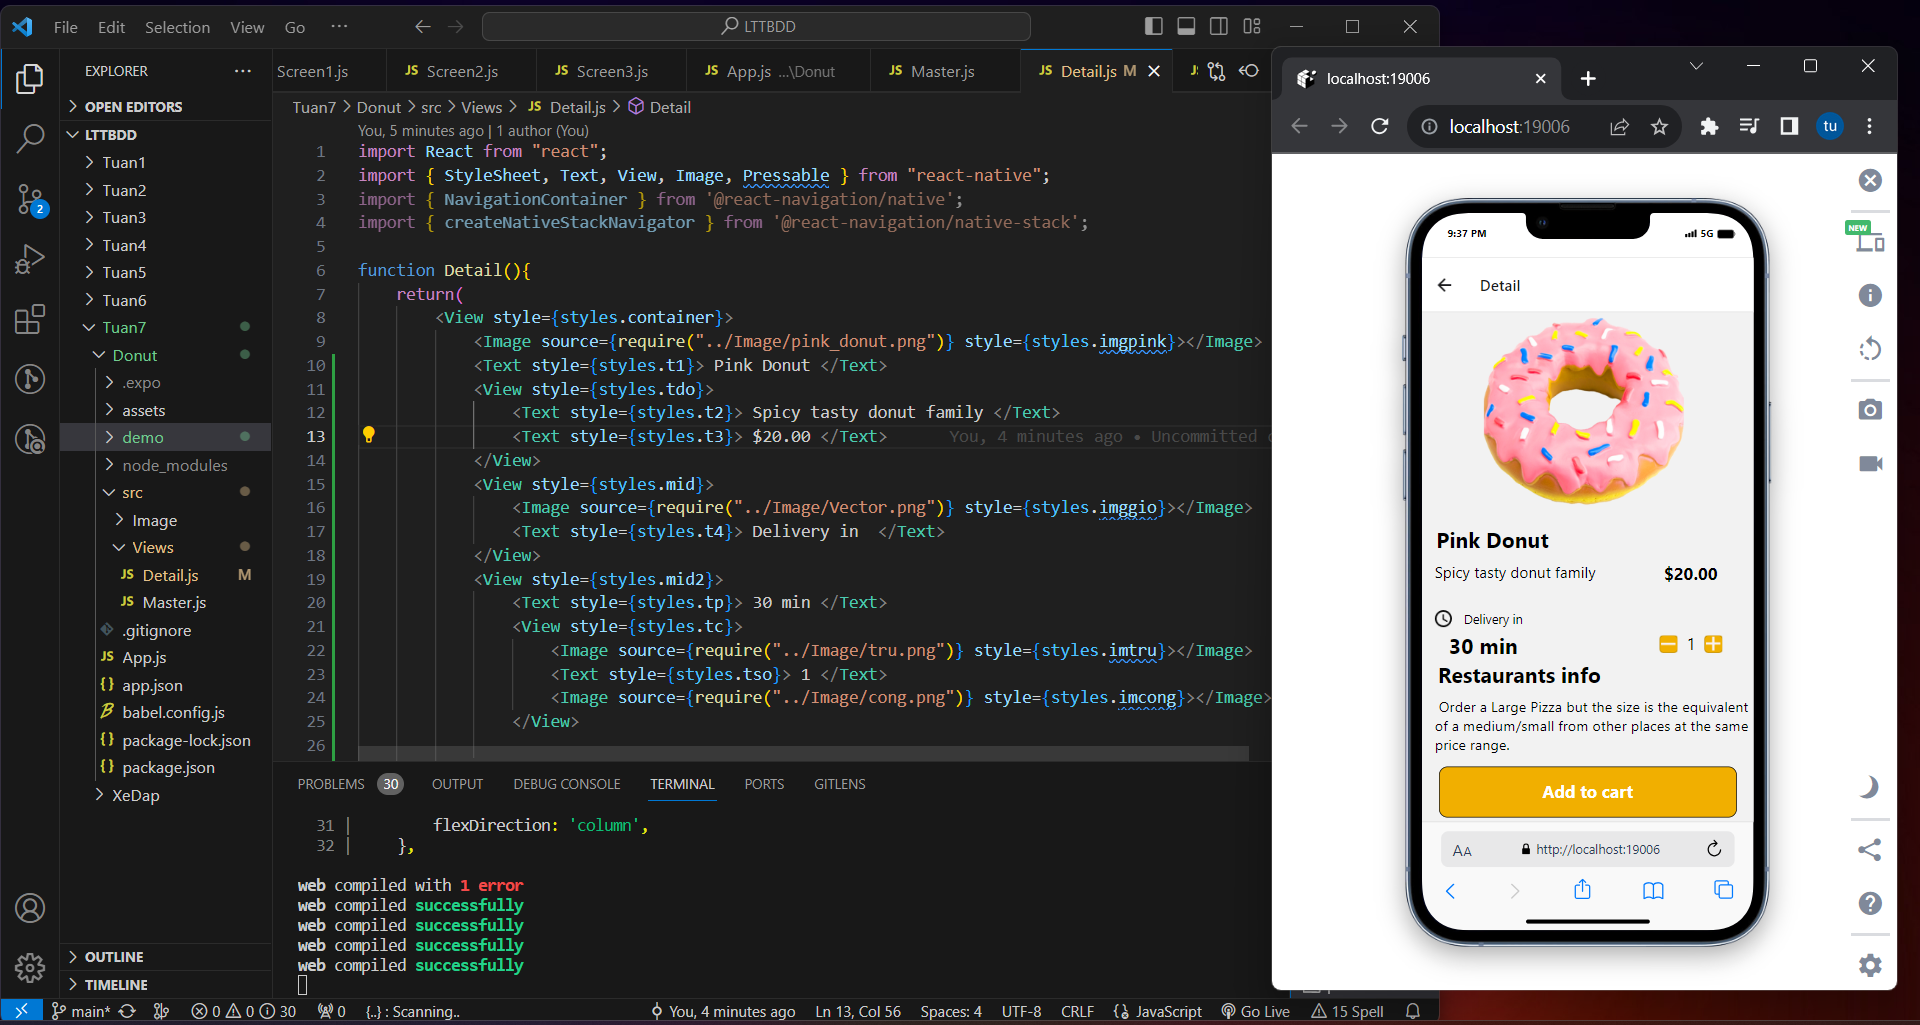 File Edit Selection View Go ··· LTTBDD
EXPLORER ···
OPEN EDITORS
LTTBDD
Tuan1
Tuan2
Tuan3
Tuan4
Tuan5
Tuan6
Tuan7
Donut
.expo
assets
demo
node_modules
src
Image
Views
JS Detail.js M
JS Master.js
.gitignore
JS App.js
{} app.json
babel.config.js
{} package-lock.json
{} package.json
XeDap
OUTLINE
TIMELINE
2
Screen1.js JS Screen2.js JS Screen3.js JS App.js ...\Donut JS Master.js JS Detail.js M
Tuan7 > Donut > src > Views > JS Detail.js > Detail
You, 5 minutes ago | 1 author (You)
1 import React from "react";
2 import { StyleSheet, Text, View, Image, Pressable } from "react-native";
3 import { NavigationContainer } from '@react-navigation/native';
4 import { createNativeStackNavigator } from '@react-navigation/native-stack';
5
6 function Detail(){
7 return(
8 <View style={styles.container}>
9 <Image source={require("../Image/pink_donut.png")} style={styles.imgpink}></Image>
10 <Text style={styles.t1}> Pink Donut </Text>
11 <View style={styles.tdo}>
12 <Text style={styles.t2}> Spicy tasty donut family </Text>
13 <Text style={styles.t3}> $20.00 </Text> You, 4 minutes ago • Uncommitted
14 </View>
15 <View style={styles.mid}>
16 <Image source={require("../Image/Vector.png")} style={styles.imggio}></Image>
17 <Text style={styles.t4}> Delivery in </Text>
18 </View>
19 <View style={styles.mid2}>
20 <Text style={styles.tp}> 30 min </Text>
21 <View style={styles.tc}>
22 <Image source={require("../Image/tru.png")} style={styles.imtru}></Image>
23 <Text style={styles.tso}> 1 </Text>
24 <Image source={require("../Image/cong.png")} style={styles.imcong}></Image>
25 </View>
26
PROBLEMS 30 OUTPUT DEBUG CONSOLE TERMINAL PORTS GITLENS
31 | flexDirection: 'column',
32 | },
web compiled with 1 error
web compiled successfully
web compiled successfully
web compiled successfully
web compiled successfully
main* 0 0 30 0 {..} : Scanning.. You, 4 minutes ago Ln 13, Col 56 Spaces: 4 UTF-8 CRLF JavaScript Go Live 15 Spell
localhost:19006
localhost:19006 tu
NEW
9:37 PM 5G
Detail
Pink Donut
Spicy tasty donut family $20.00
Delivery in
30 min 1
Restaurants info
Order a Large Pizza but the size is the equivalent
of a medium/small from other places at the same
price range.
Add to cart
AA http://localhost:19006